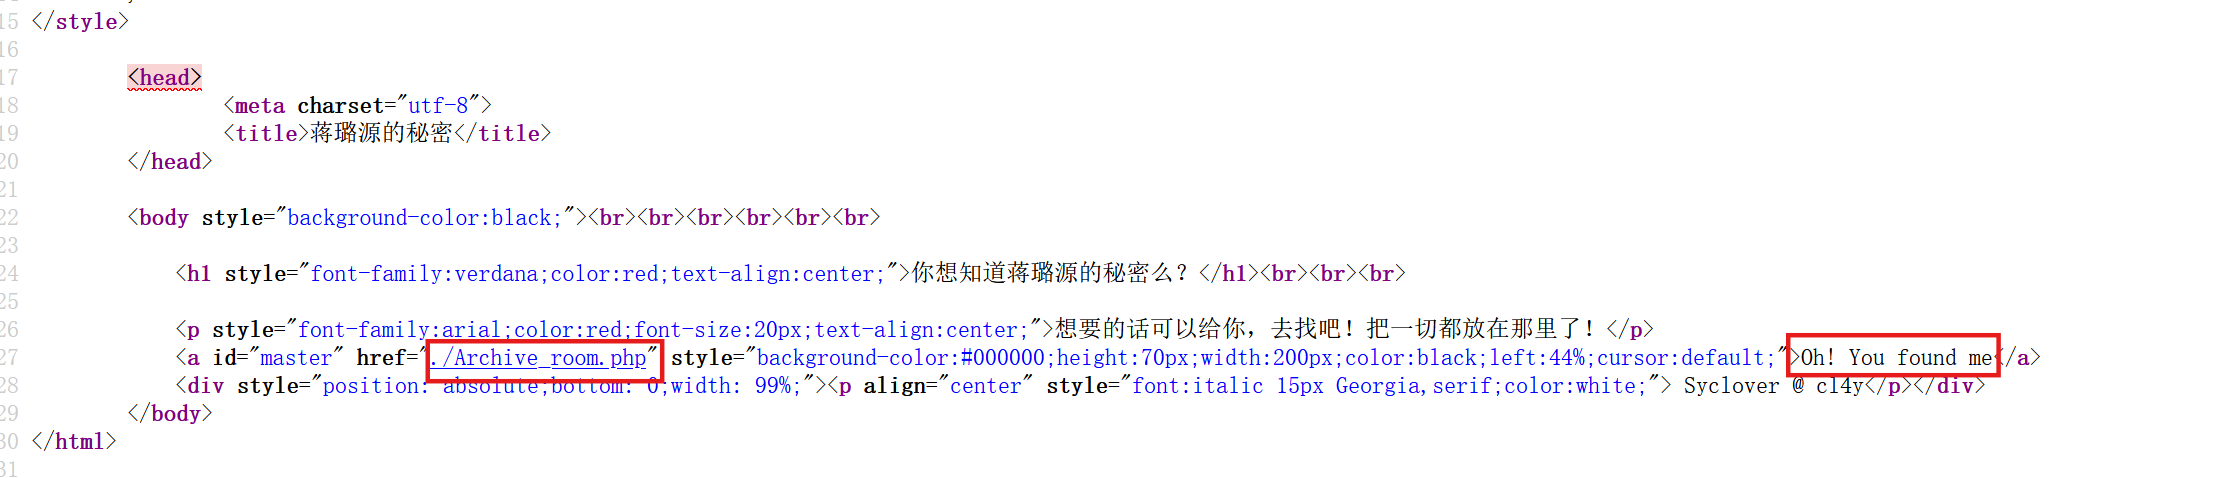 15 </style>
16
17 <head>
18 <meta charset="utf-8">
19 <title>蒋璐源的秘密</title>
20 </head>
21
22 <body style="background-color:black;"><br><br><br><br><br><br>
23
24 <h1 style="font-family:verdana;color:red;text-align:center;">你想知道蒋璐源的秘密么？</h1><br><br><br>
25
26 <p style="font-family:arial;color:red;font-size:20px;text-align:center;">想要的话可以给你，去找吧！把一切都放在那里了！</p>
27 <a id="master" href="./Archive_room.php" style="background-color:#000000;height:70px;width:200px;color:black;left:44%;cursor:default;">Oh! You found me</a>
28 <div style="position: absolute;bottom: 0;width: 99%;"><p align="center" style="font:italic 15px Georgia,serif;color:white;"> Syclover @ cl4y</p></div>
29 </body>
30 </html>
31